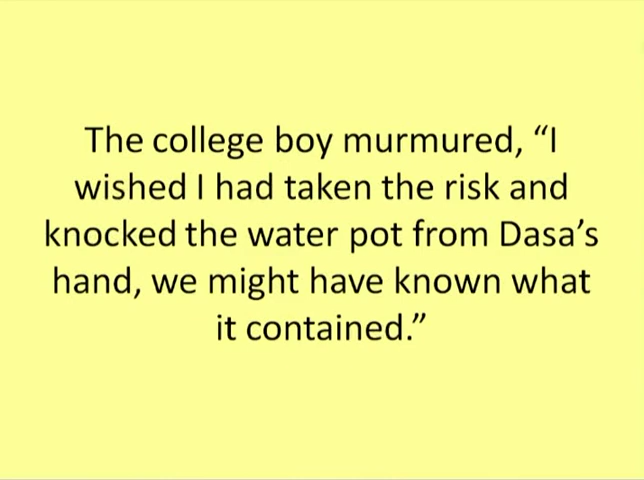 The college boy murmured, “I
wished I had taken the risk and
knocked the water pot from Dasa’s
hand, we might have known what
it contained.”